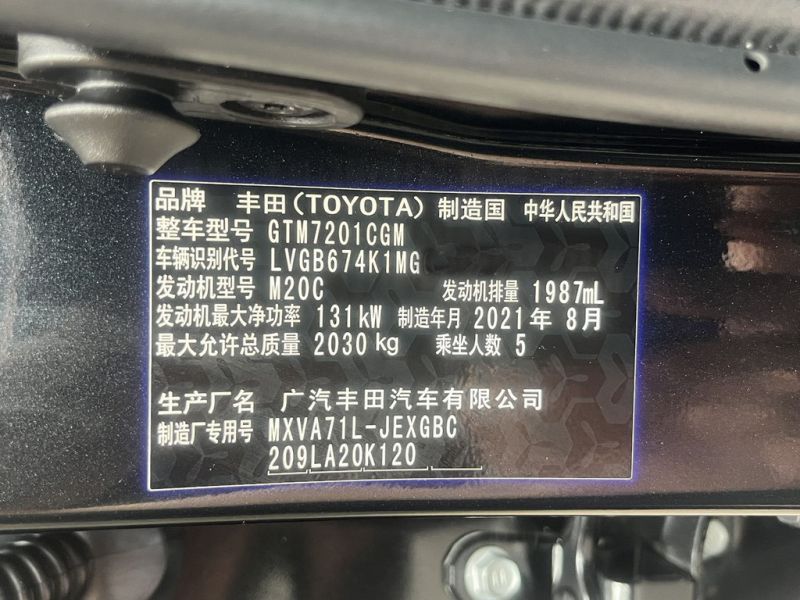 品牌 丰田(TOYOTA) 制造国 中华人民共和国
整车型号 GTM7201CGM
车辆识别代号 LVGB674K1MG
发动机型号 M20C 发动机排量 1987mL
发动机最大净功率 131kW 制造年月 2021年 8月
最大允许总质量 2030kg 乘坐人数 5
生产厂名 广汽丰田汽车有限公司
制造厂专用号 MXVA71L-JEXGBC
209LA20K120